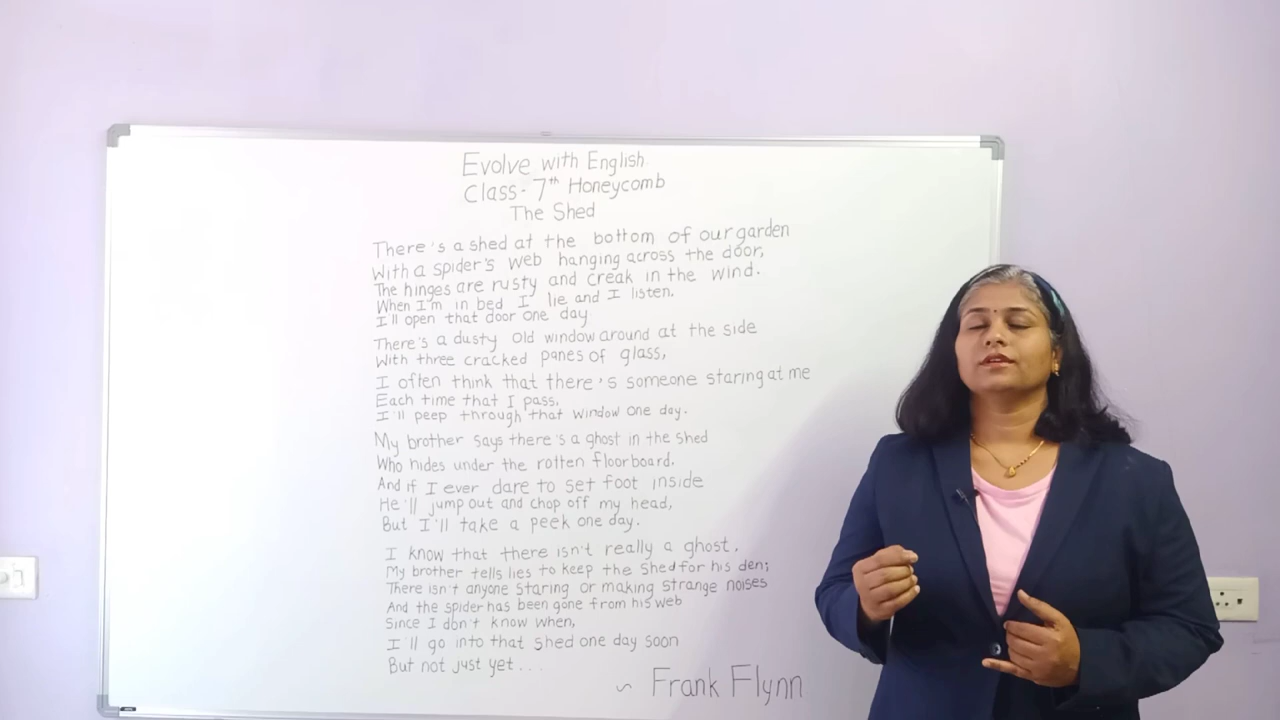 Evolve with English
Class- 7th Honeycomb
The Shed
There's a shed at the bottom of our garden
With a spider's web hanging across the door,
The hinges are rusty and creak in the wind.
When I'm in bed I lie and I listen.
I'll open that door one day
There's a dusty old window around at the side
With three cracked panes of glass,
I often think that there's someone staring at me
Each time that I pass,
I'll peep through that window one day.
My brother says there's a ghost in the shed
Who hides under the rotten floorboard,
And if I ever dare to set foot inside
He'll jump out and chop off my head,
But I'll take a peek one day.
I know that there isn't really a ghost,
My brother tells lies to keep the shed for his den;
There isn't anyone staring or making strange noises
And the spider has been gone from his web
Since I don't know when,
I'll go into that shed one day soon
But not just yet...
~ Frank Flynn